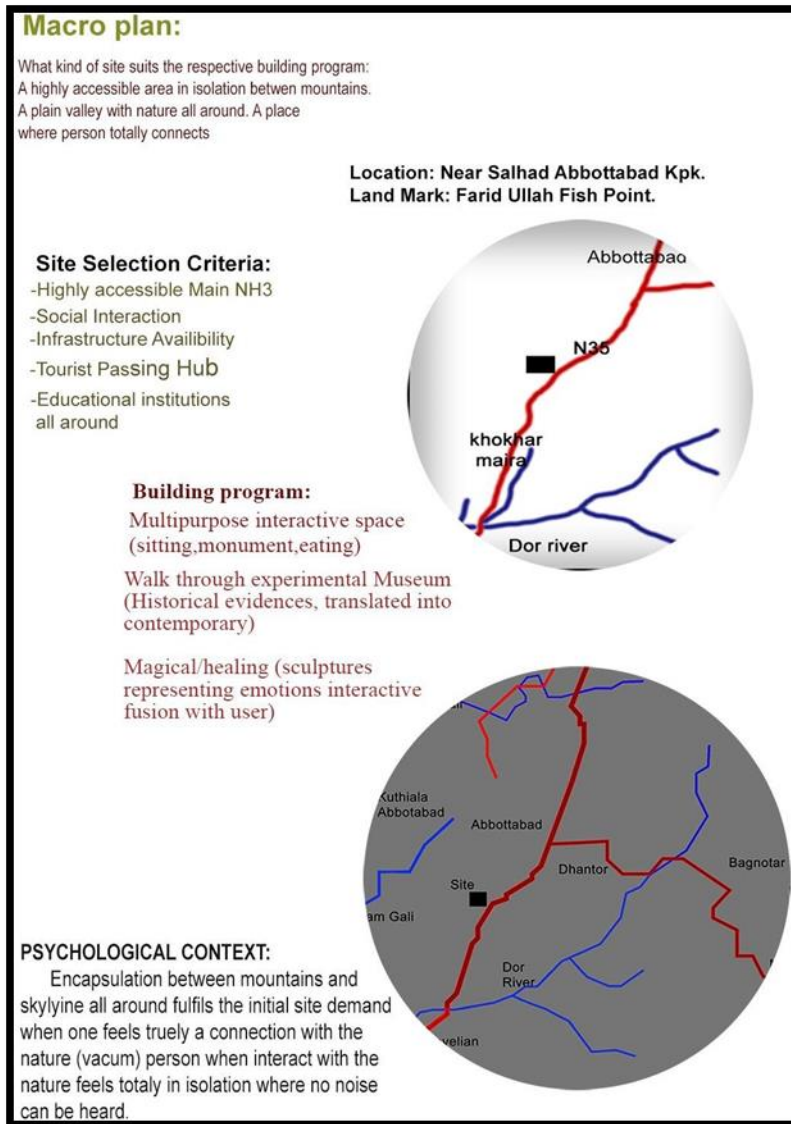 Macro plan:
What kind of site suits the respective building program:
A highly accessible area in isolation betwen mountains.
A plain valley with nature all around. A place
where person totally connects
Location: Near Salhad Abbottabad Kpk.
Land Mark: Farid Ullah Fish Point.
Site Selection Criteria:
-Highly accessible Main NH3
-Social Interaction
-Infrastructure Availibility
-Tourist Passing Hub
-Educational institutions
all around
Abbottabad
N35
khokhar
maira
Dor river
Building program:
Multipurpose interactive space
(sitting,monument,eating)
Walk through experimental Museum
(Historical evidences, translated into
contemporary)
Magical/healing (sculptures
representing emotions interactive
fusion with user)
Kuthiala
Abbotabad
Abbottabad
Dhantor
Bagnotar
Site
am Gali
Dor
River
velian
PSYCHOLOGICAL CONTEXT:
Encapsulation between mountains and
skylyine all around fulfils the initial site demand
when one feels truely a connection with the
nature (vacum) person when interact with the
nature feels totaly in isolation where no noise
can be heard.